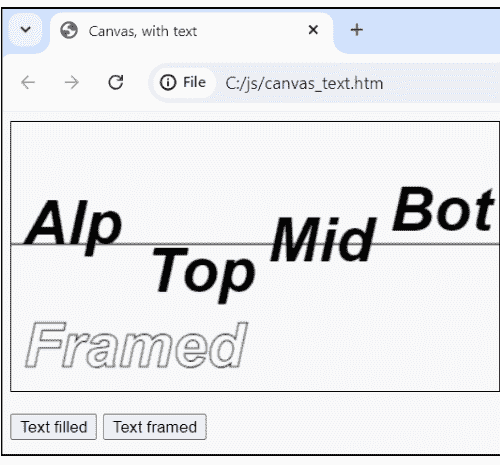 Canvas, with text
File C:/js/canvas_text.htm
Alp Top Mid Bot
Framed
Text filled Text framed